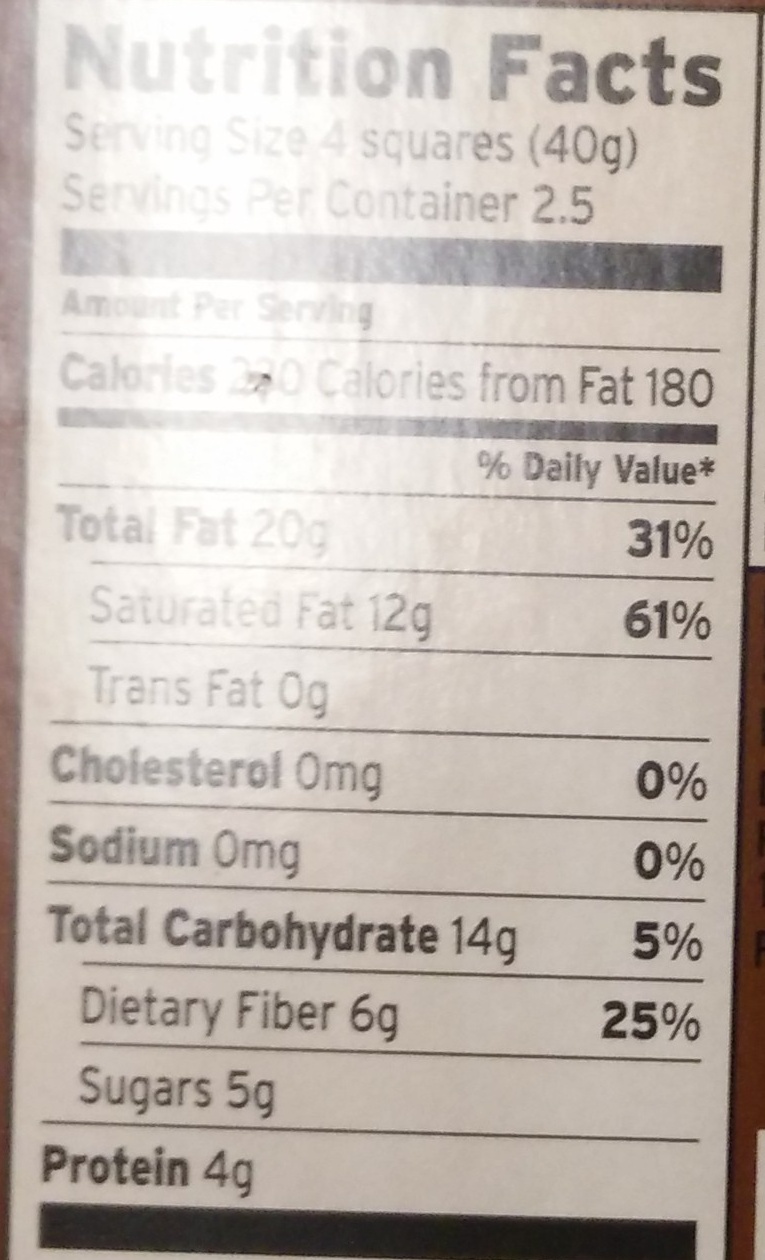 Nutrition Facts
Serving Size 4 squares (40g)
Servings Per Container 2.5
Amount Per Serving
Calories Calories from Fat 180
% Daily Value*
Total Fat 20g 31%
Saturated Fat 12g 61%
Trans Fat 0g
Cholesterol 0mg 0%
Sodium 0mg 0%
Total Carbohydrate 14g 5%
Dietary Fiber 6g 25%
Sugars 5g
Protein 4g